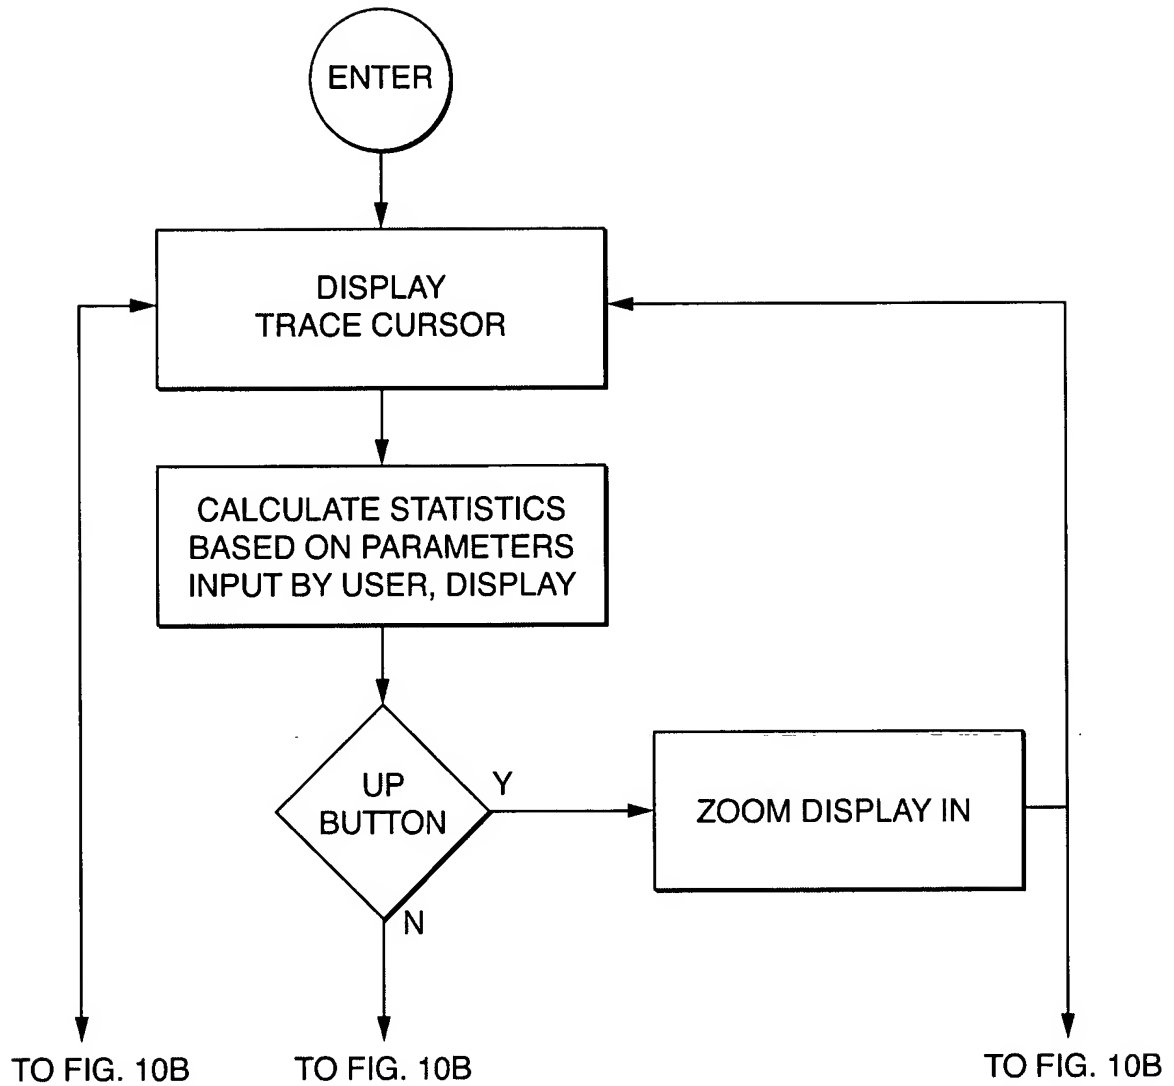 ENTER
DISPLAY
TRACE CURSOR
CALCULATE STATISTICS
BASED ON PARAMETERS
INPUT BY USER, DISPLAY
UP
BUTTON
Y
ZOOM DISPLAY IN
N
TO FIG. 10B
TO FIG. 10B
TO FIG. 10B